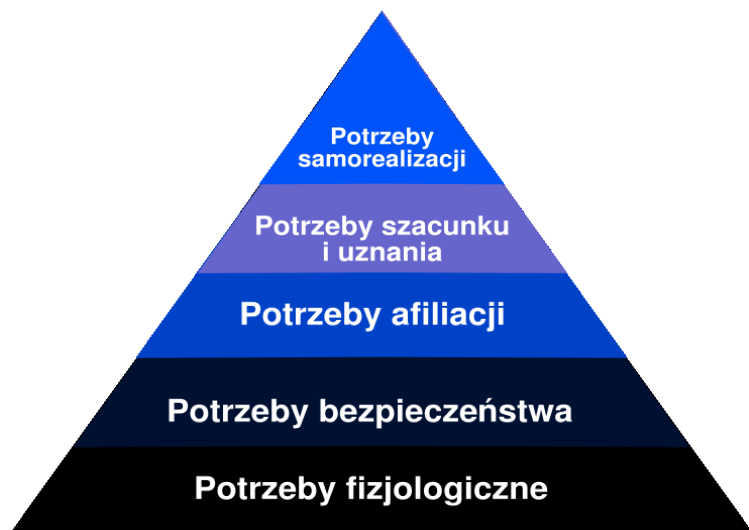 Potrzeby
samorealizacji
Potrzeby szacunku
i uznania
Potrzeby afiliacji
Potrzeby bezpieczeństwa
Potrzeby fizjologiczne